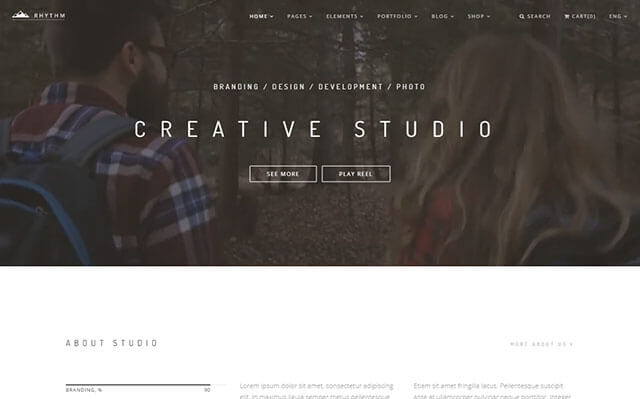 RHYTHM
HOME PAGES ELEMENTS PORTFOLIO BLOG SHOP SEARCH CART(0) ENG
BRANDING / DESIGN / DEVELOPMENT / PHOTO
CREATIVE STUDIO
SEE MORE PLAY REEL
ABOUT STUDIO
MORE ABOUT US
BRANDING, % 90
Lorem ipsum dolor sit amet, consectetur adipiscing
elit. In maximus ligula semper metus pellentesque
Etiam sit amet fringilla lacus. Pellentesque suscipit
ante at ullamcorper pulvinar neque porttitor. Integer